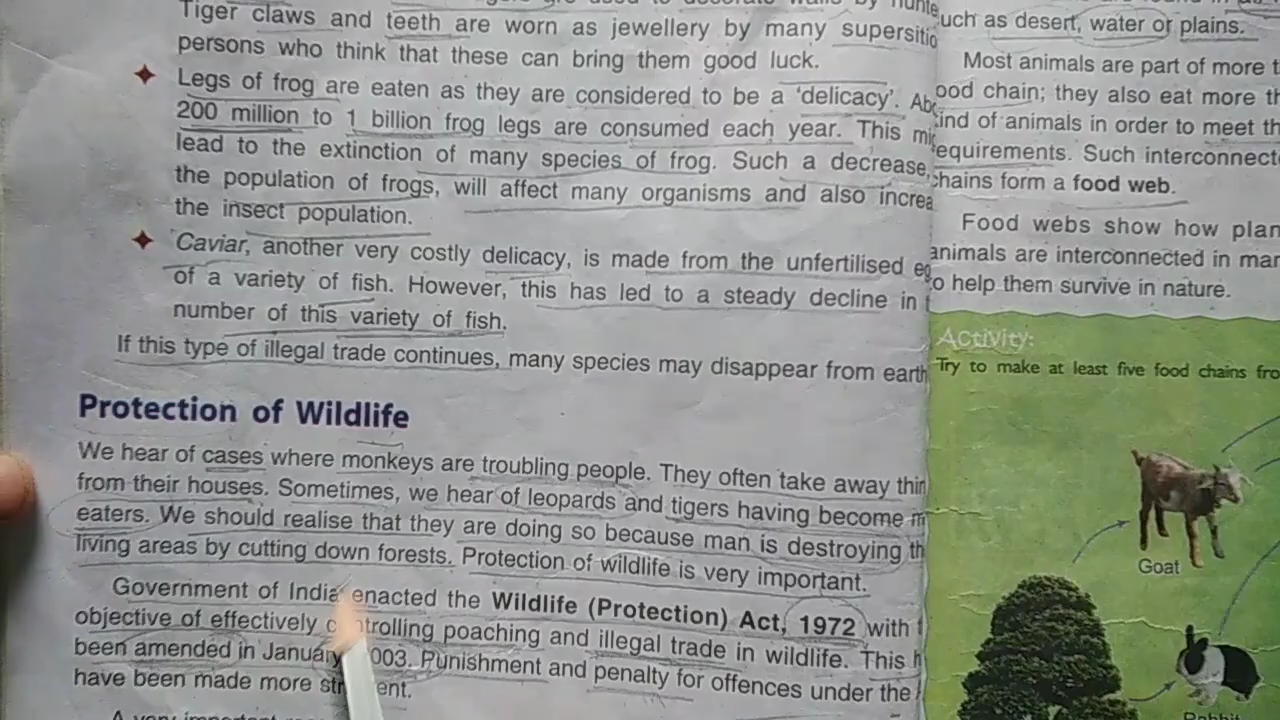 Tiger claws and teeth are worn as jewellery by many
persons who think that these can bring them good luck.
Legs of frog are eaten as they are considered to be a 'delicacy'.
200 million to 1 billion frog legs are consumed each year. This
lead to the extinction of many species of frog. Such a decrease,
the population of frogs, will affect many organisms and also
the insect population.
Caviar, another very costly delicacy, is made from the unfertilised
of a variety of fish. However, this has led to a steady decline in
number of this variety of fish.
If this type of illegal trade continues, many species may disappear from earth
Protection of Wildlife
We hear of cases where monkeys are troubling people. They often take away
from their houses. Sometimes, we hear of leopards and tigers having become
eaters. We should realise that they are doing so because man is destroying
living areas by cutting down forests. Protection of wildlife is very important.
Government of India enacted the Wildlife (Protection) Act, 1972 with
objective of effectively controlling poaching and illegal trade in wildlife. This
been amended in January 003. Punishment and penalty for offences under the
have been made more
as desert, water or plains.
Most animals are part of more
chain; they also eat more
of animals in order to meet
Such
chains form a food web.
Food webs show how
animals are interconnected in
help them survive in nature.
Activity:
Try to make at least five food chains
Goat